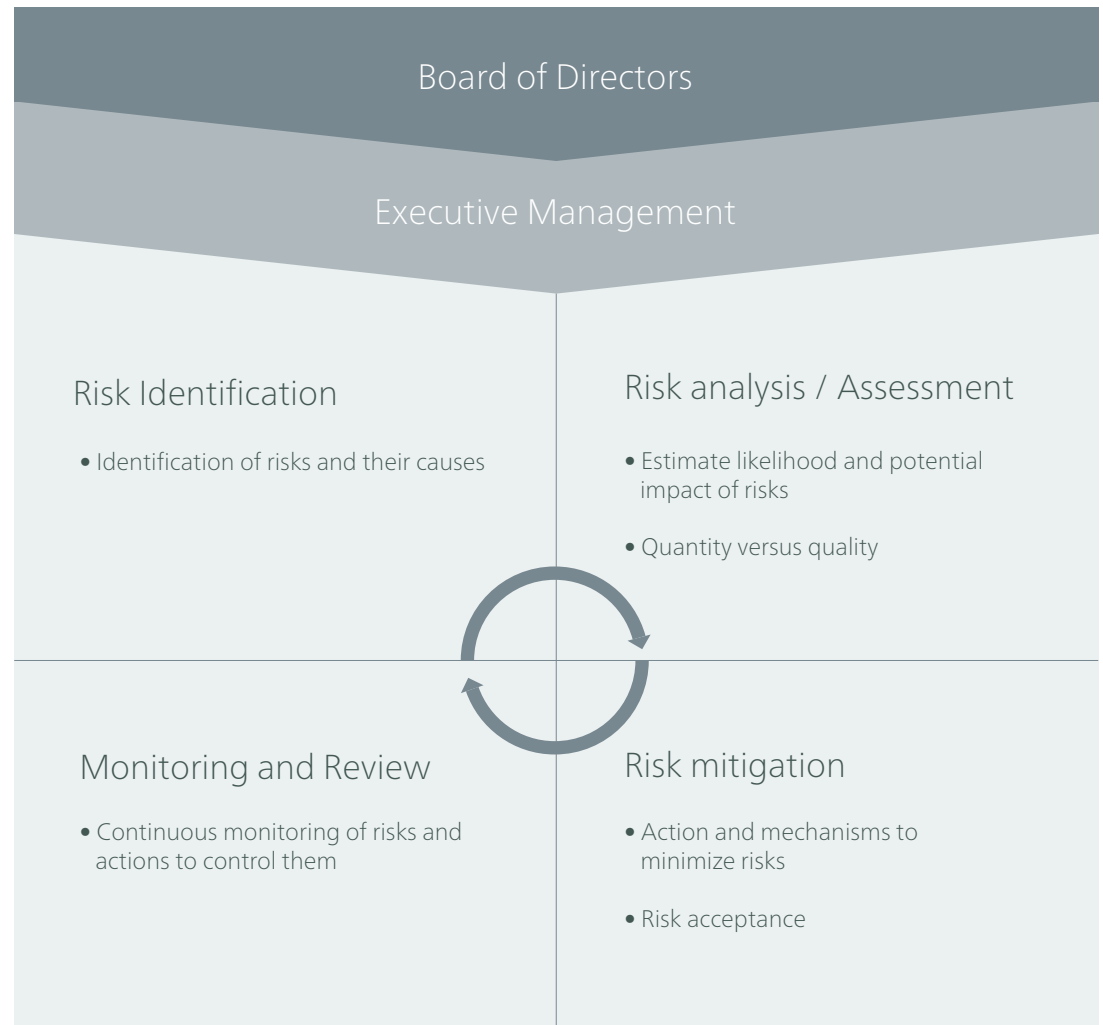 Board of Directors
Executive Management
Risk Identification
• Identification of risks and their causes
Risk analysis / Assessment
• Estimate likelihood and potential
impact of risks
• Quantity versus quality
Monitoring and Review
• Continuous monitoring of risks and
actions to control them
Risk mitigation
• Action and mechanisms to
minimize risks
• Risk acceptance